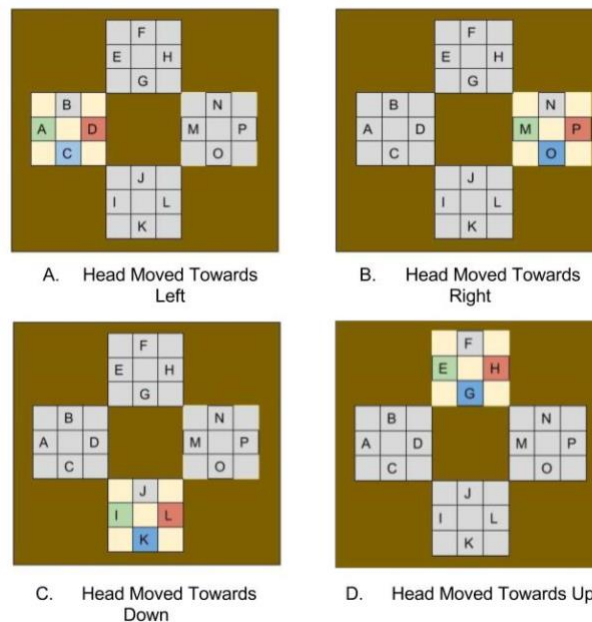 F
E H
G
B N
A D M P
C O
J
I L
K
A. Head Moved Towards
Left
F
E H
G
B N
A D M P
C O
J
I L
K
B. Head Moved Towards
Right
F
E H
G
B N
A D M P
C O
J
I L
K
C. Head Moved Towards
Down
F
E H
G
B N
A D M P
C O
J
I L
K
D. Head Moved Towards Up